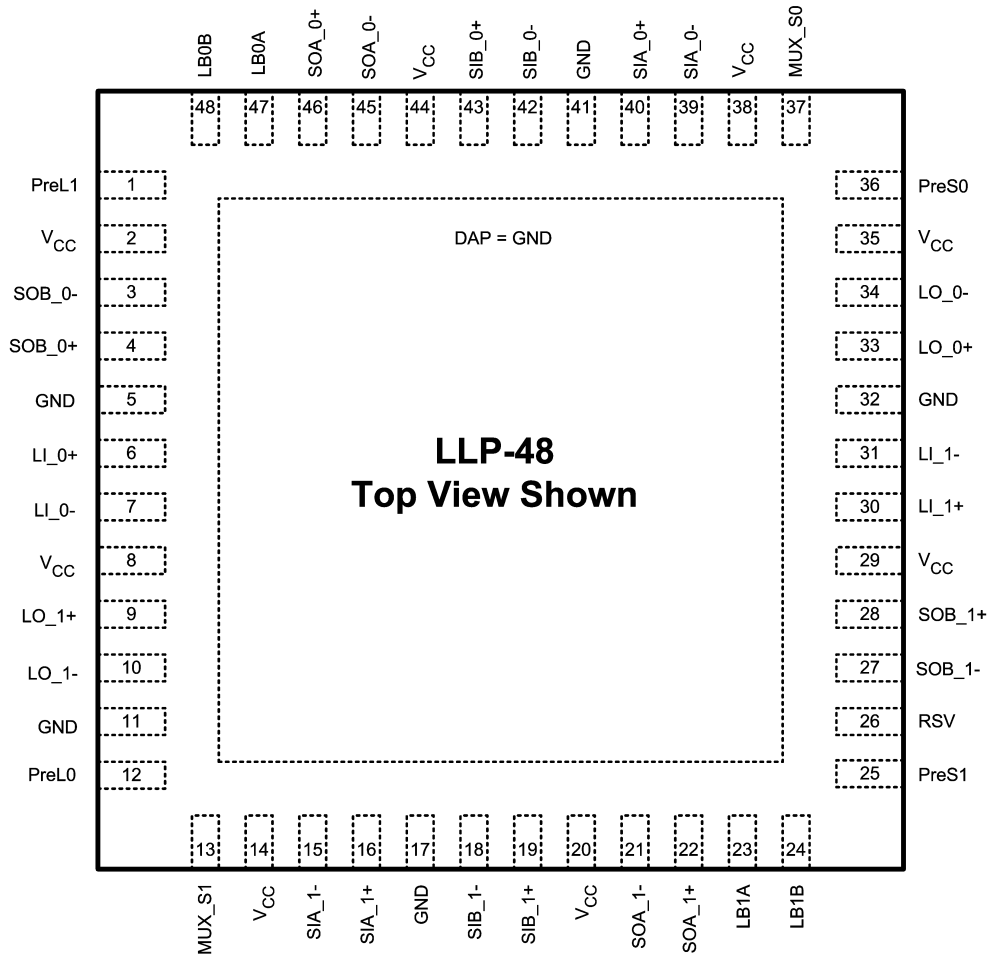 LB0B
LB0A
SOA_0+
SOA_0-
VCC
SIB_0+
SIB_0-
GND
SIA_0+
SIA_0-
VCC
MUX_S0
48 47 46 45 44 43 42 41 40 39 38 37
PreL1 1
VCC 2
SOB_0- 3
SOB_0+ 4
GND 5
LI_0+ 6
LI_0- 7
VCC 8
LO_1+ 9
LO_1- 10
GND 11
PreL0 12
DAP = GND
LLP-48
Top View Shown
36 PreS0
35 VCC
34 LO_0-
33 LO_0+
32 GND
31 LI_1-
30 LI_1+
29 VCC
28 SOB_1+
27 SOB_1-
26 RSV
25 PreS1
13 14 15 16 17 18 19 20 21 22 23 24
MUX_S1
VCC
SIA_1-
SIA_1+
GND
SIB_1-
SIB_1+
VCC
SOA_1-
SOA_1+
LB1A
LB1B